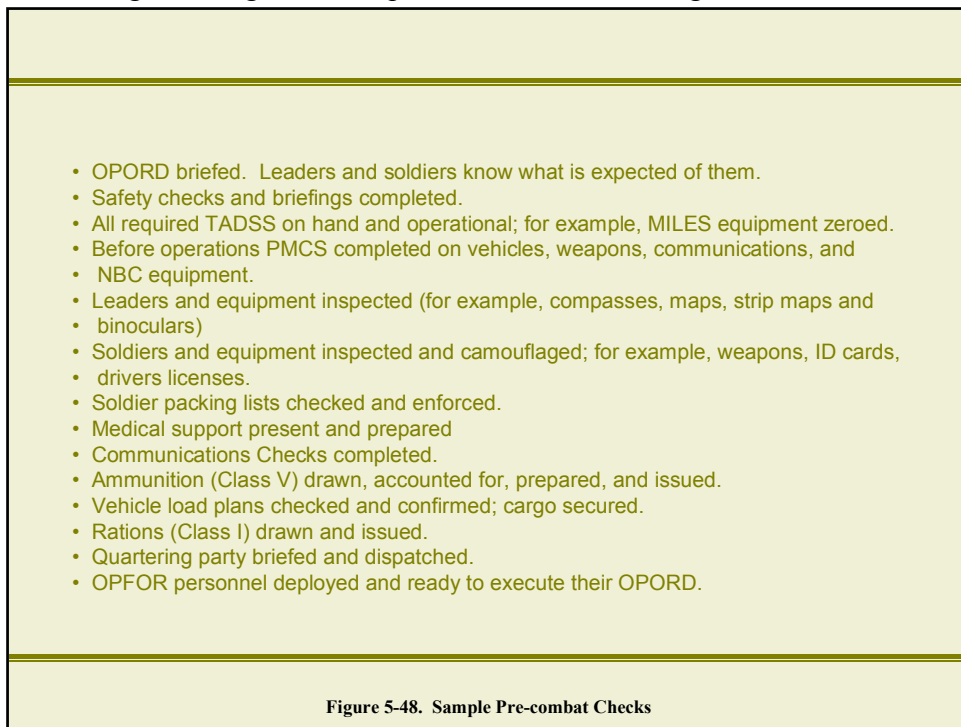 • OPORD briefed. Leaders and soldiers know what is expected of them.
• Safety checks and briefings completed.
• All required TADSS on hand and operational; for example, MILES equipment zeroed.
• Before operations PMCS completed on vehicles, weapons, communications, and
• NBC equipment.
• Leaders and equipment inspected (for example, compasses, maps, strip maps and
• binoculars)
• Soldiers and equipment inspected and camouflaged; for example, weapons, ID cards,
• drivers licenses.
• Soldier packing lists checked and enforced.
• Medical support present and prepared
• Communications Checks completed.
• Ammunition (Class V) drawn, accounted for, prepared, and issued.
• Vehicle load plans checked and confirmed; cargo secured.
• Rations (Class I) drawn and issued.
• Quartering party briefed and dispatched.
• OPFOR personnel deployed and ready to execute their OPORD.
Figure 5-48. Sample Pre-combat Checks